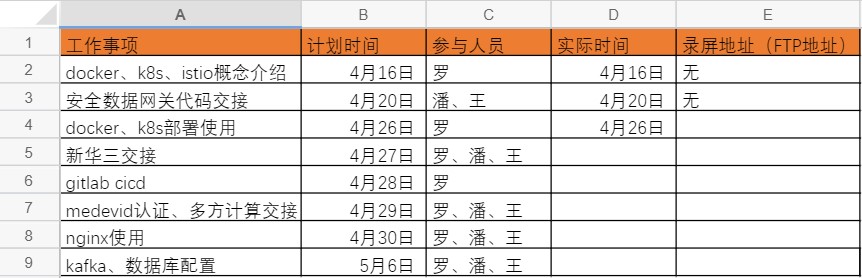 A B C D E
1 工作事项 计划时间 参与人员 实际时间 录屏地址（FTP地址）
2 docker、k8s、istio概念介绍 4月16日 罗 4月16日 无
3 安全数据网关代码交接 4月20日 潘、王 4月20日 无
4 docker、k8s部署使用 4月26日 罗 4月26日
5 新华三交接 4月27日 罗、潘、王
6 gitlab cicd 4月28日 罗
7 medevid认证、多方计算交接 4月29日 罗、潘、王
8 nginx使用 4月30日 罗、潘、王
9 kafka、数据库配置 5月6日 罗、潘、王